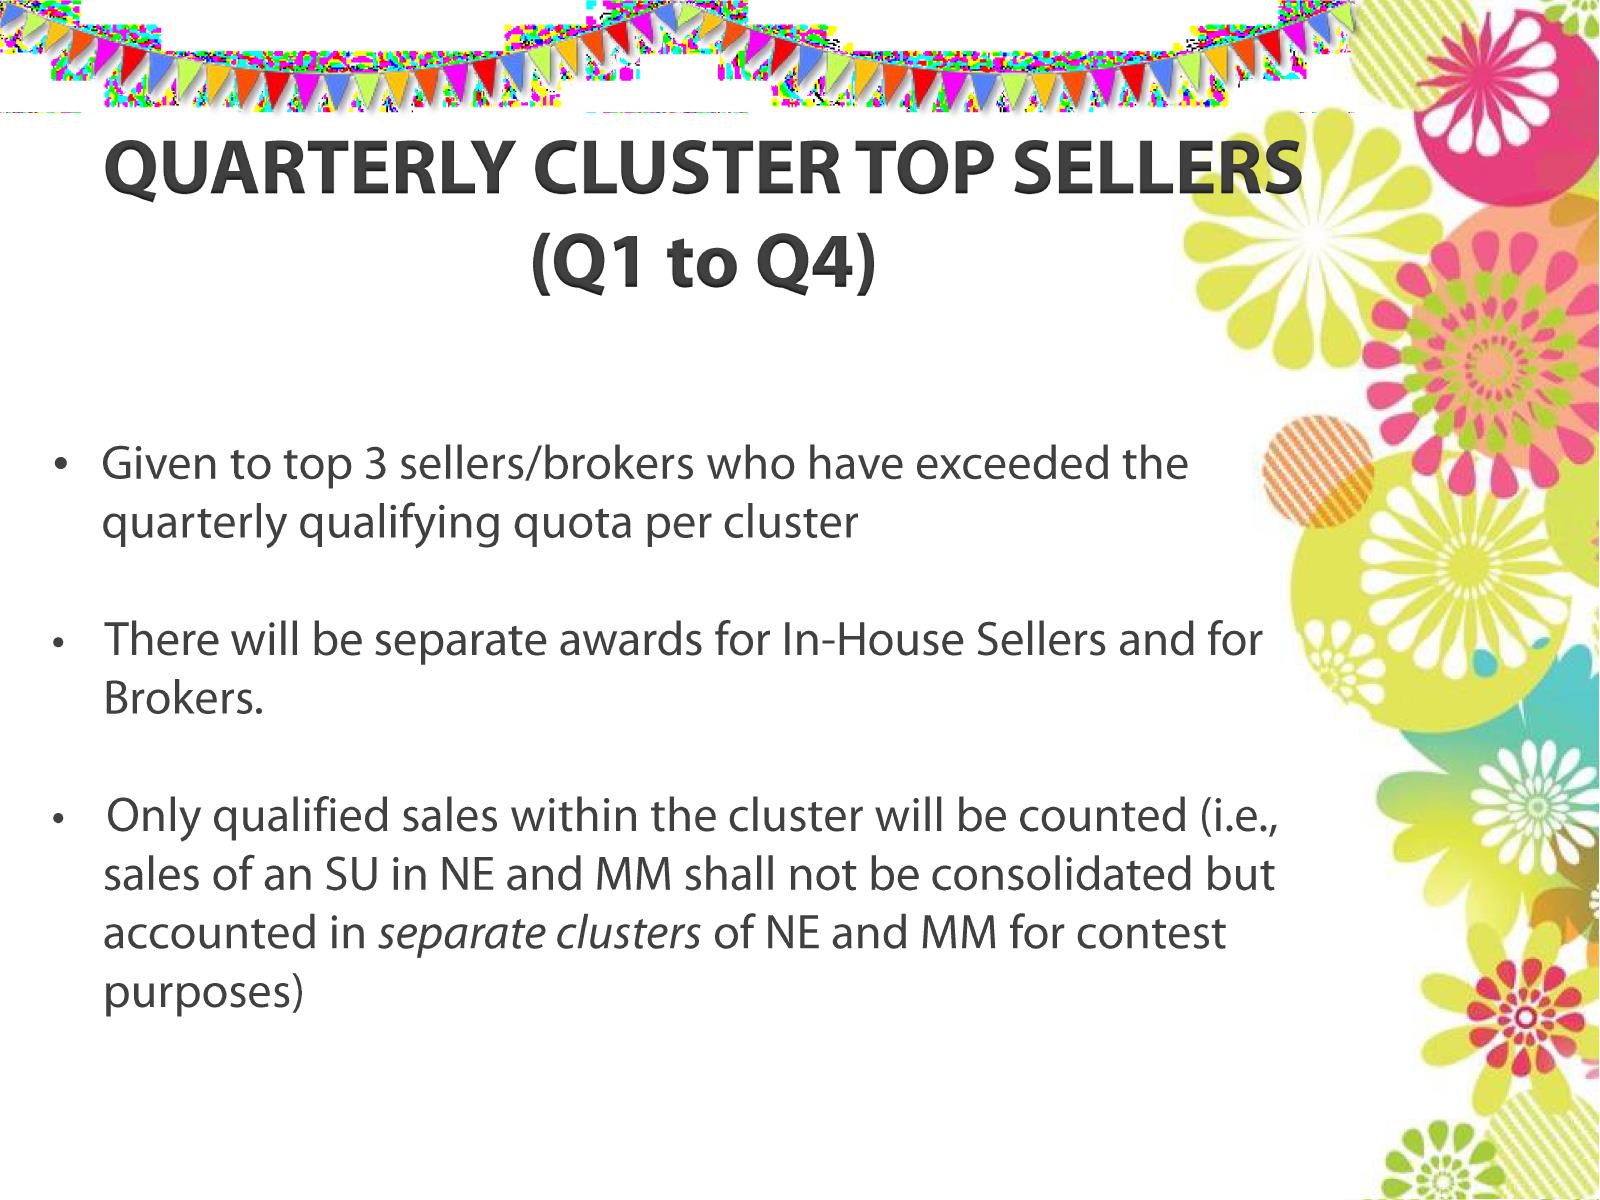 QUARTERLY CLUSTER TOP SELLERS
(Q1 to Q4)
• Given to top 3 sellers/brokers who have exceeded the
quarterly qualifying quota per cluster
• There will be separate awards for In-House Sellers and for
Brokers.
• Only qualified sales within the cluster will be counted (i.e.,
sales of an SU in NE and MM shall not be consolidated but
accounted in separate clusters of NE and MM for contest
purposes)